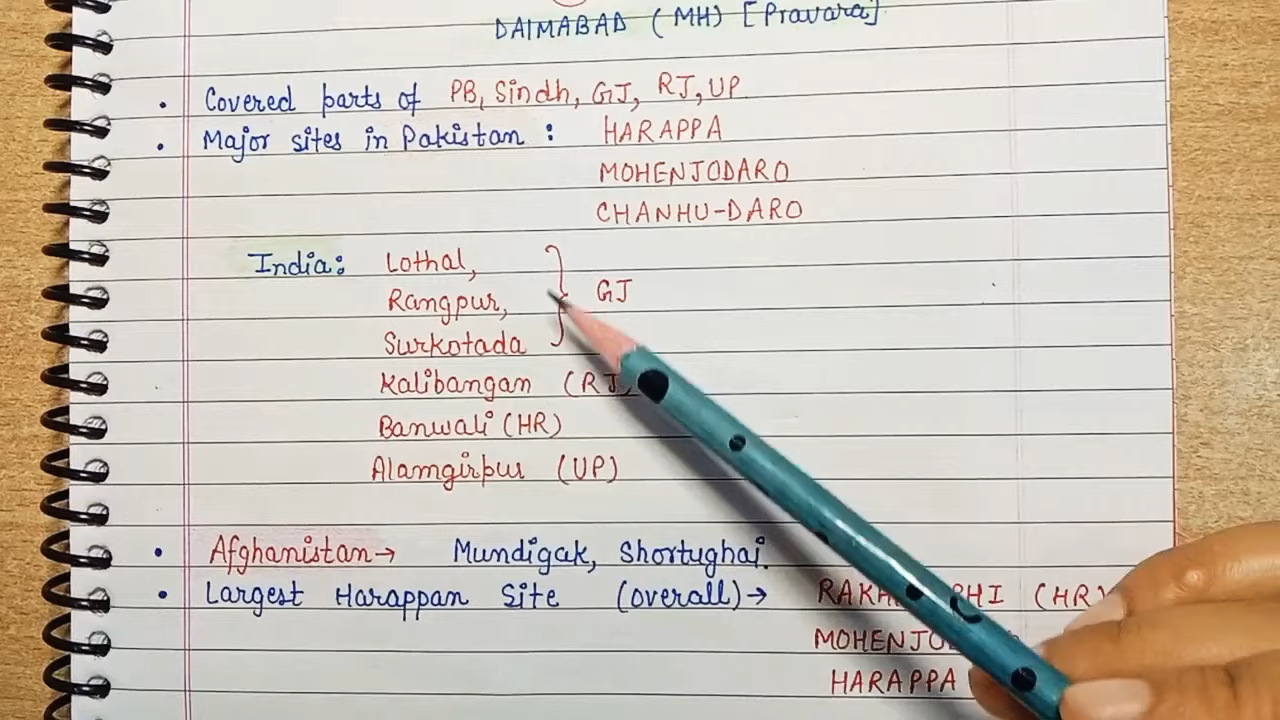 DAIMABAD (MH) [Pravara]
• Covered parts of PB, Sindh, GJ, RJ, UP
• Major sites in Pakistan : HARAPPA
MOHENJODARO
CHANHU-DARO
India: Lothal,
Rangpur, } GJ
Surkotada
Kalibangan (RJ)
Banwali (HR)
Alamgirpur (UP)
• Afghanistan→ Mundigak, Shortughai.
• Largest Harappan Site (overall)→ (HR)
HARAPPA